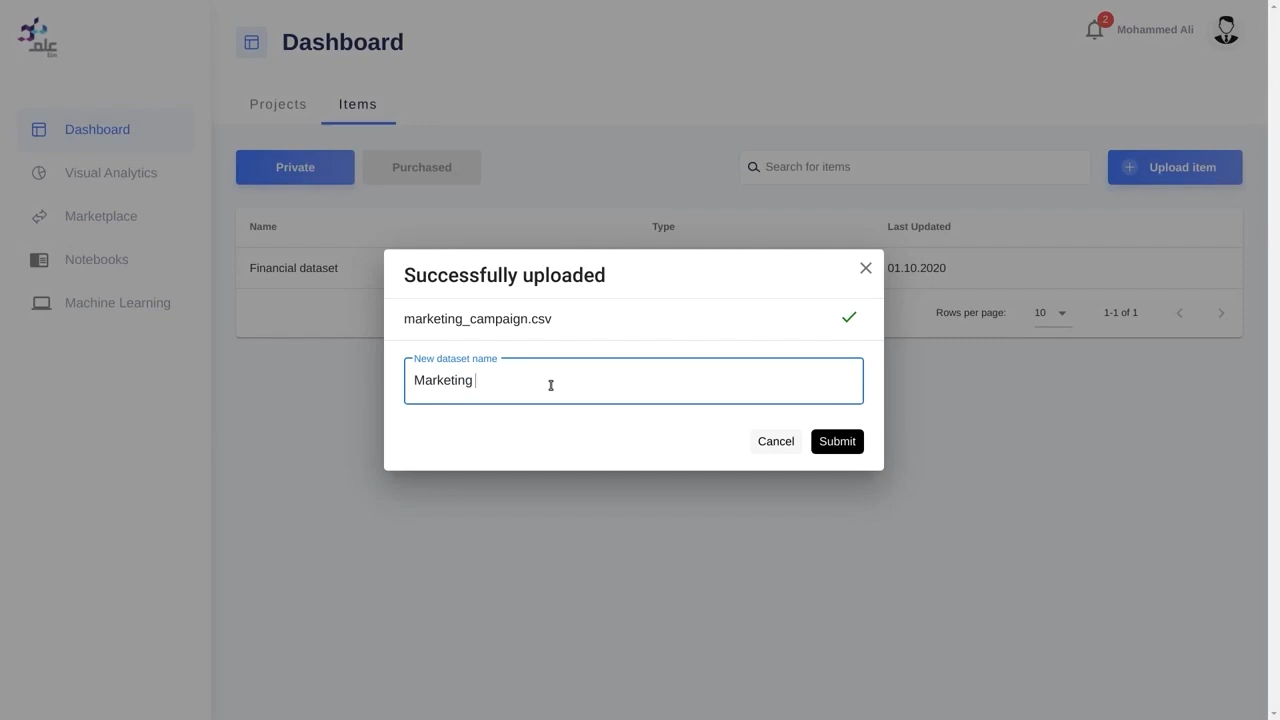 علم
Dashboard
2
Mohammed Ali
Projects
Items
Dashboard
Visual Analytics
Marketplace
Notebooks
Machine Learning
Private
Purchased
Search for items
Upload item
Name
Type
Last Updated
Financial dataset
01.10.2020
Rows per page:
10
1-1 of 1
Successfully uploaded
marketing_campaign.csv
New dataset name
Marketing
Cancel
Submit